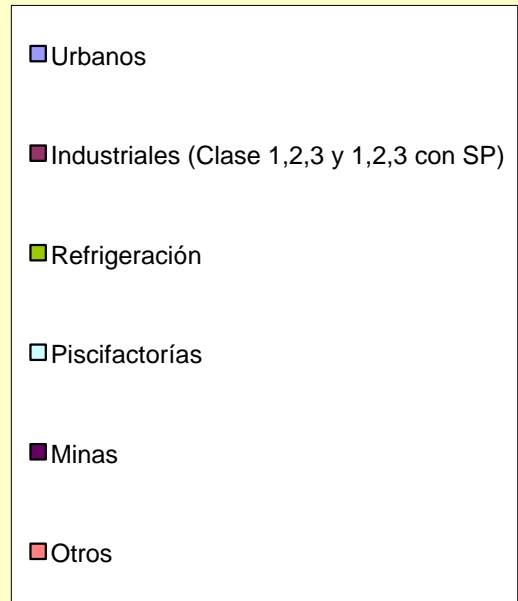 Urbanos
Industriales (Clase 1,2,3 y 1,2,3 con SP)
Refrigeración
Piscifactorías
Minas
Otros